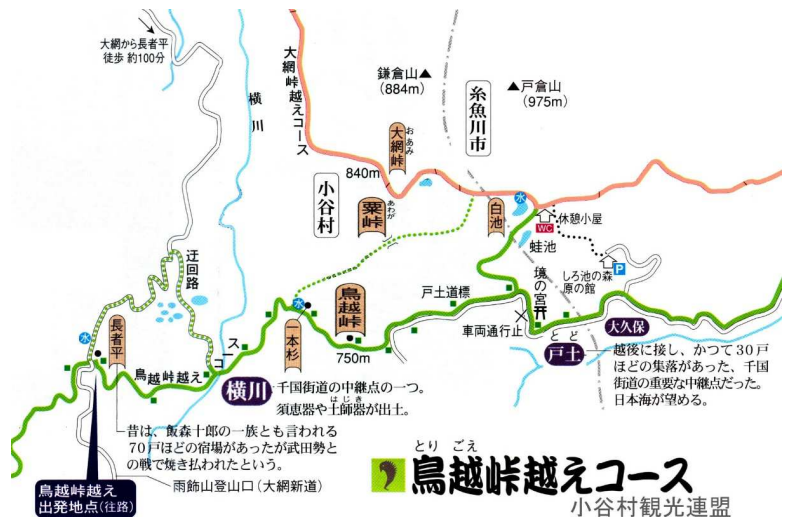 大網から長者平
徒歩 約100分
大網峠越えコース
横川
鎌倉山▲
(884m)
糸魚川市
▲戸倉山
(975m)
おあみ
大網峠
840m
小谷村
あわが
粟峠
白池
水
WC
休憩小屋
蛙池
しろ池の森
原の館
P
境の宮
迂回路
戸土道標
車両通行止
水
一本杉
鳥越峠
750m
大久保
とど
戸土
越後に接し、かつて30戸
ほどの集落があった、千国
街道の重要な中継点だった。
日本海が望める。
水
長者平
鳥越峠越え
コース
横川
千国街道の中継点の一つ。
はじき
須恵器や土師器が出土。
昔は、飯森十郎の一族とも言われる
70戸ほどの宿場があったが武田勢と
の戦で焼き払われたという。
雨飾山登山口(大網新道)
鳥越峠越え
出発地点(往路)
とり ごえ
鳥越峠越えコース
小谷村観光連盟